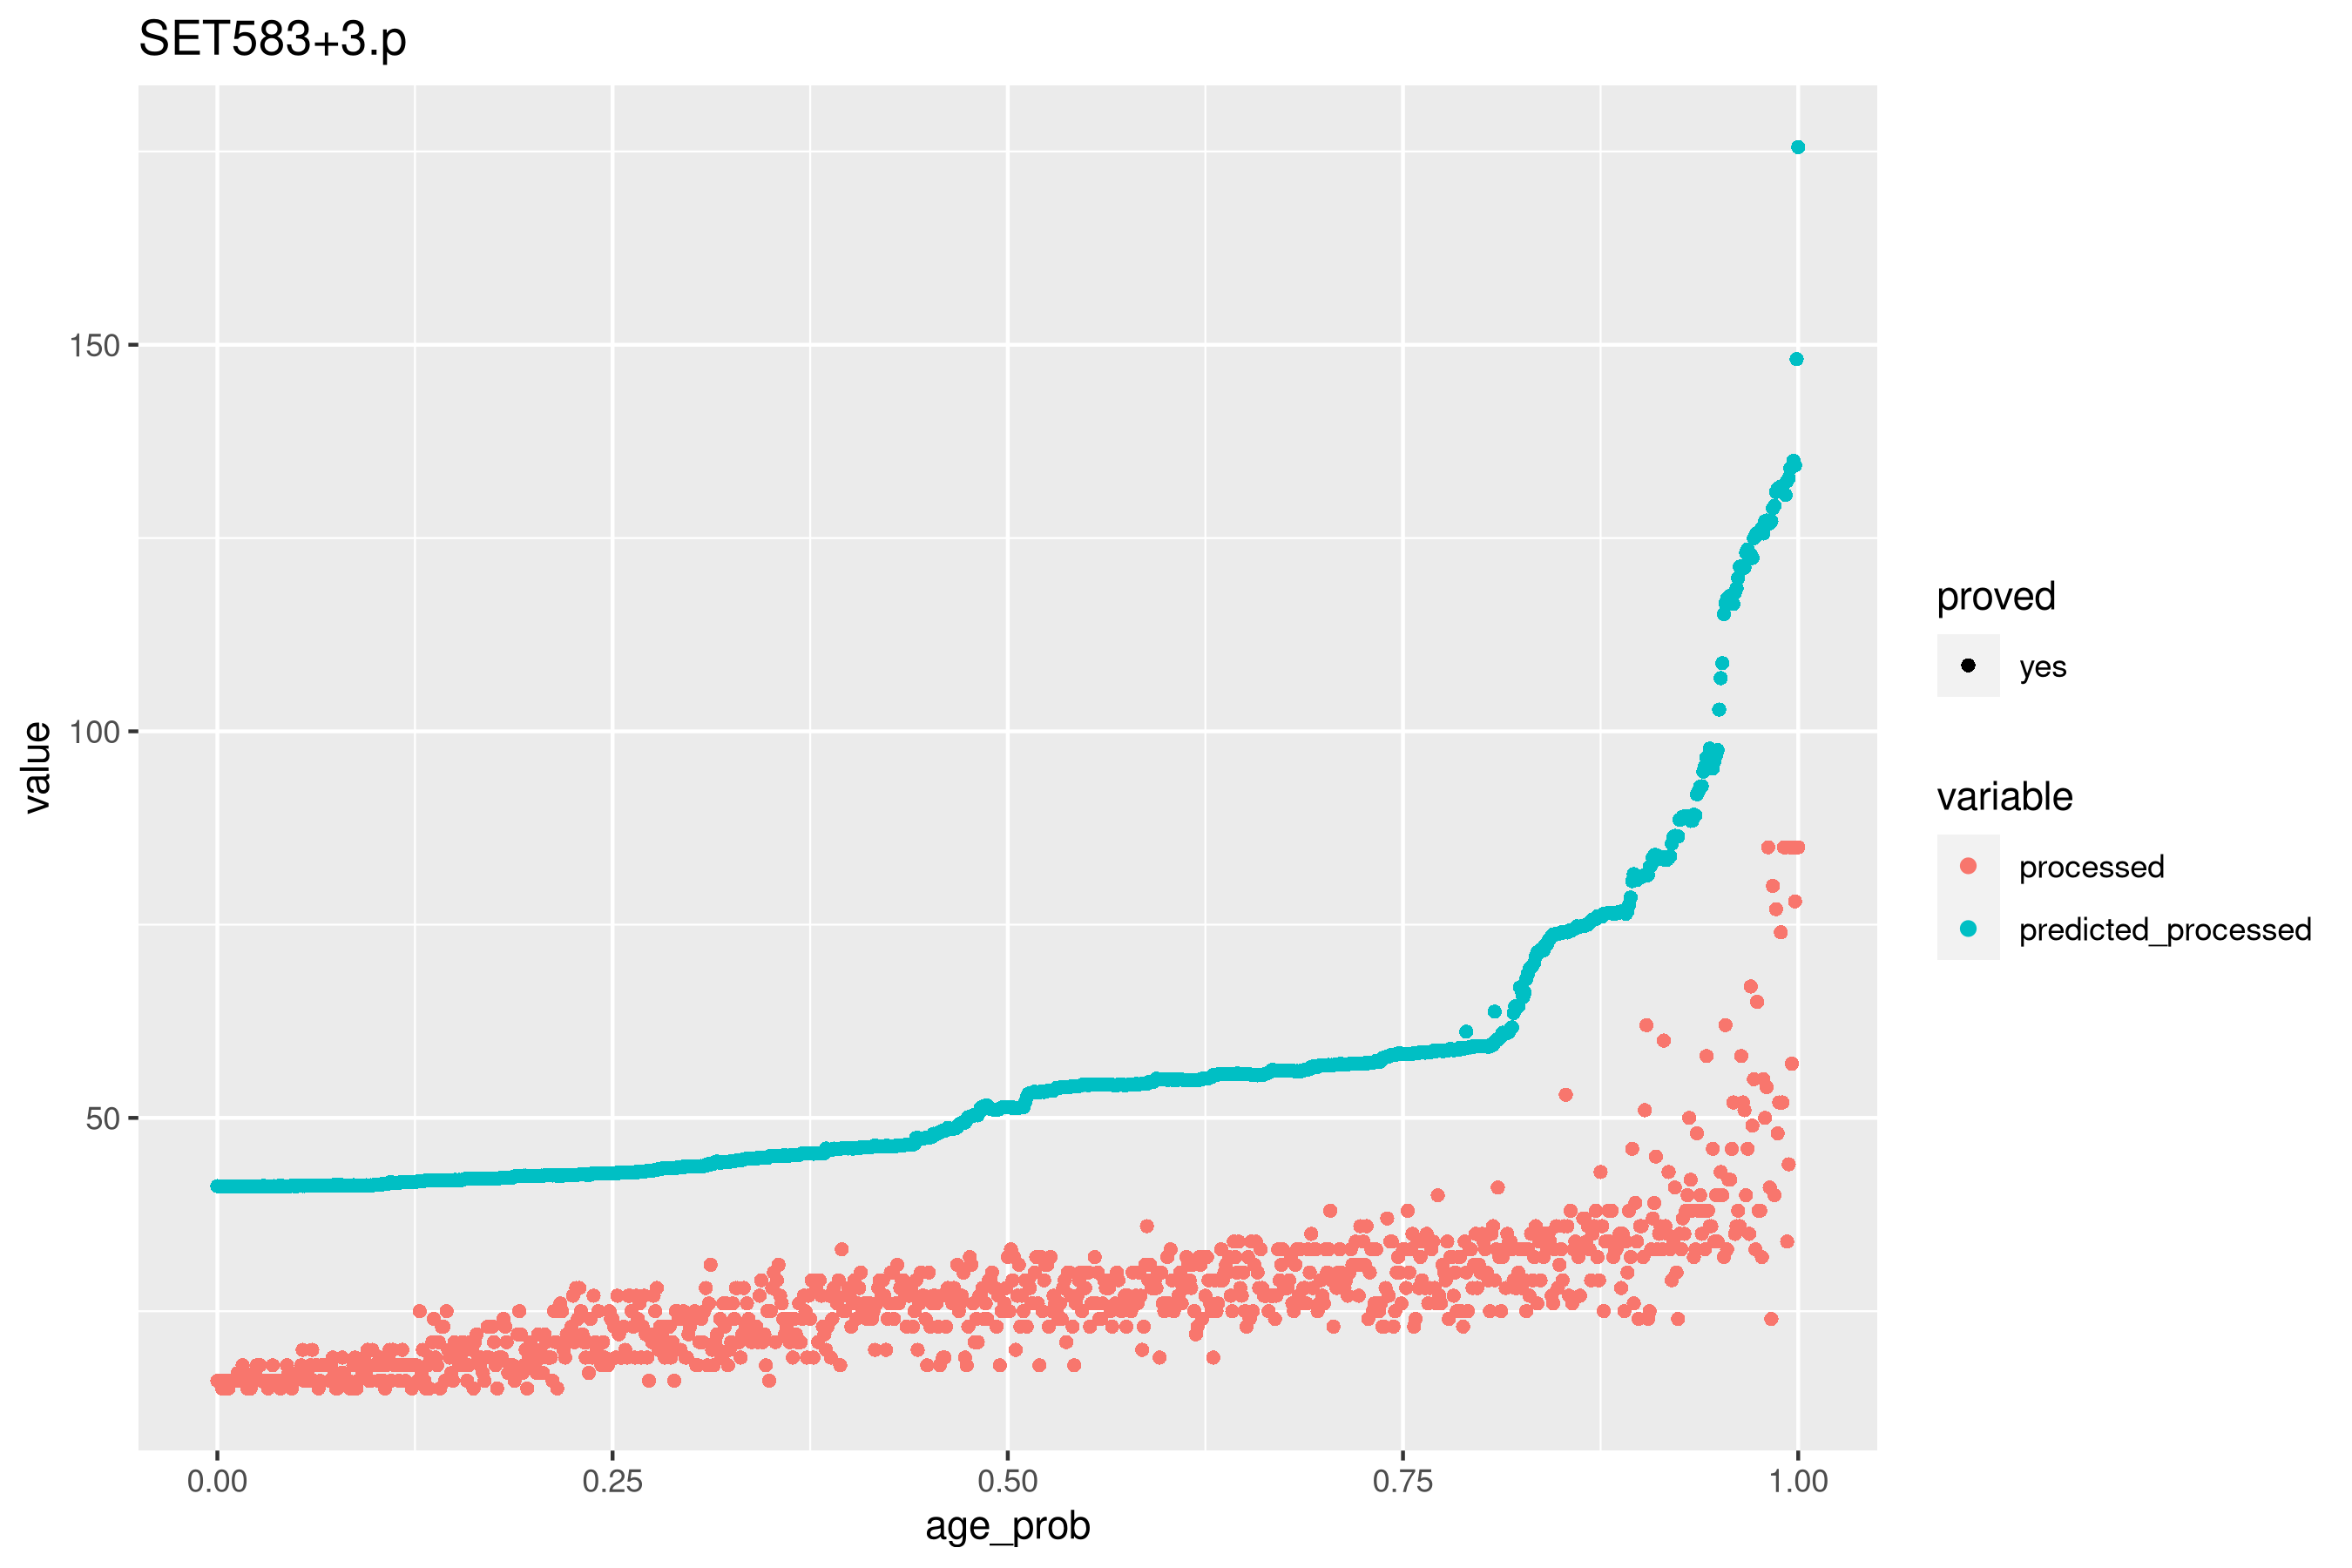 SET583+3.p
150
100
50
value
0.00
0.25
0.50
0.75
1.00
age_prob
proved
yes
variable
processed
predicted_processed